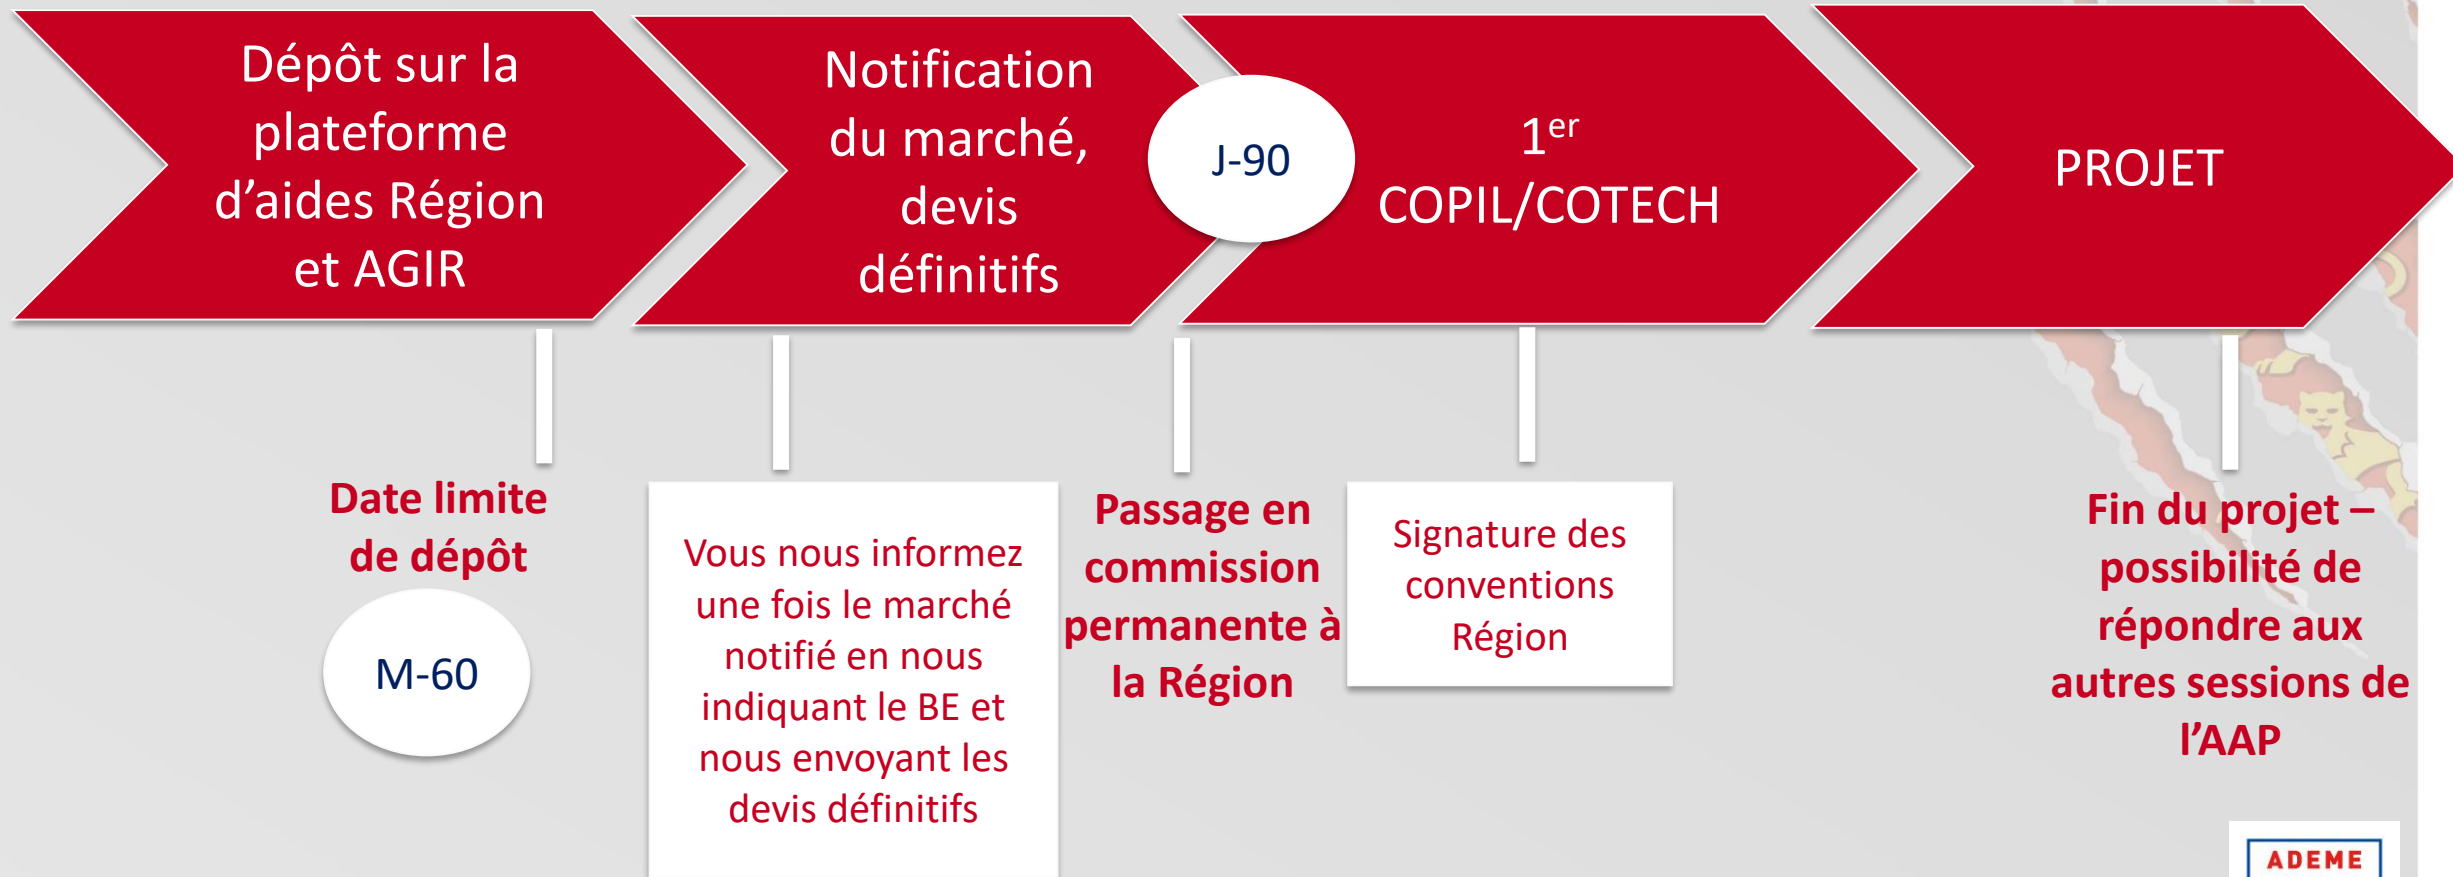 Dépôt sur la
plateforme
d’aides Région
et AGIR
Notification
du marché,
devis
définitifs
J-90
1er
COPIL/COTECH
PROJET
Date limite
de dépôt
M-60
Vous nous informez
une fois le marché
notifié en nous
indiquant le BE et
nous envoyant les
devis définitifs
Passage en
commission
permanente à
la Région
Signature des
conventions
Région
Fin du projet –
possibilité de
répondre aux
autres sessions de
l’AAP
ADEME